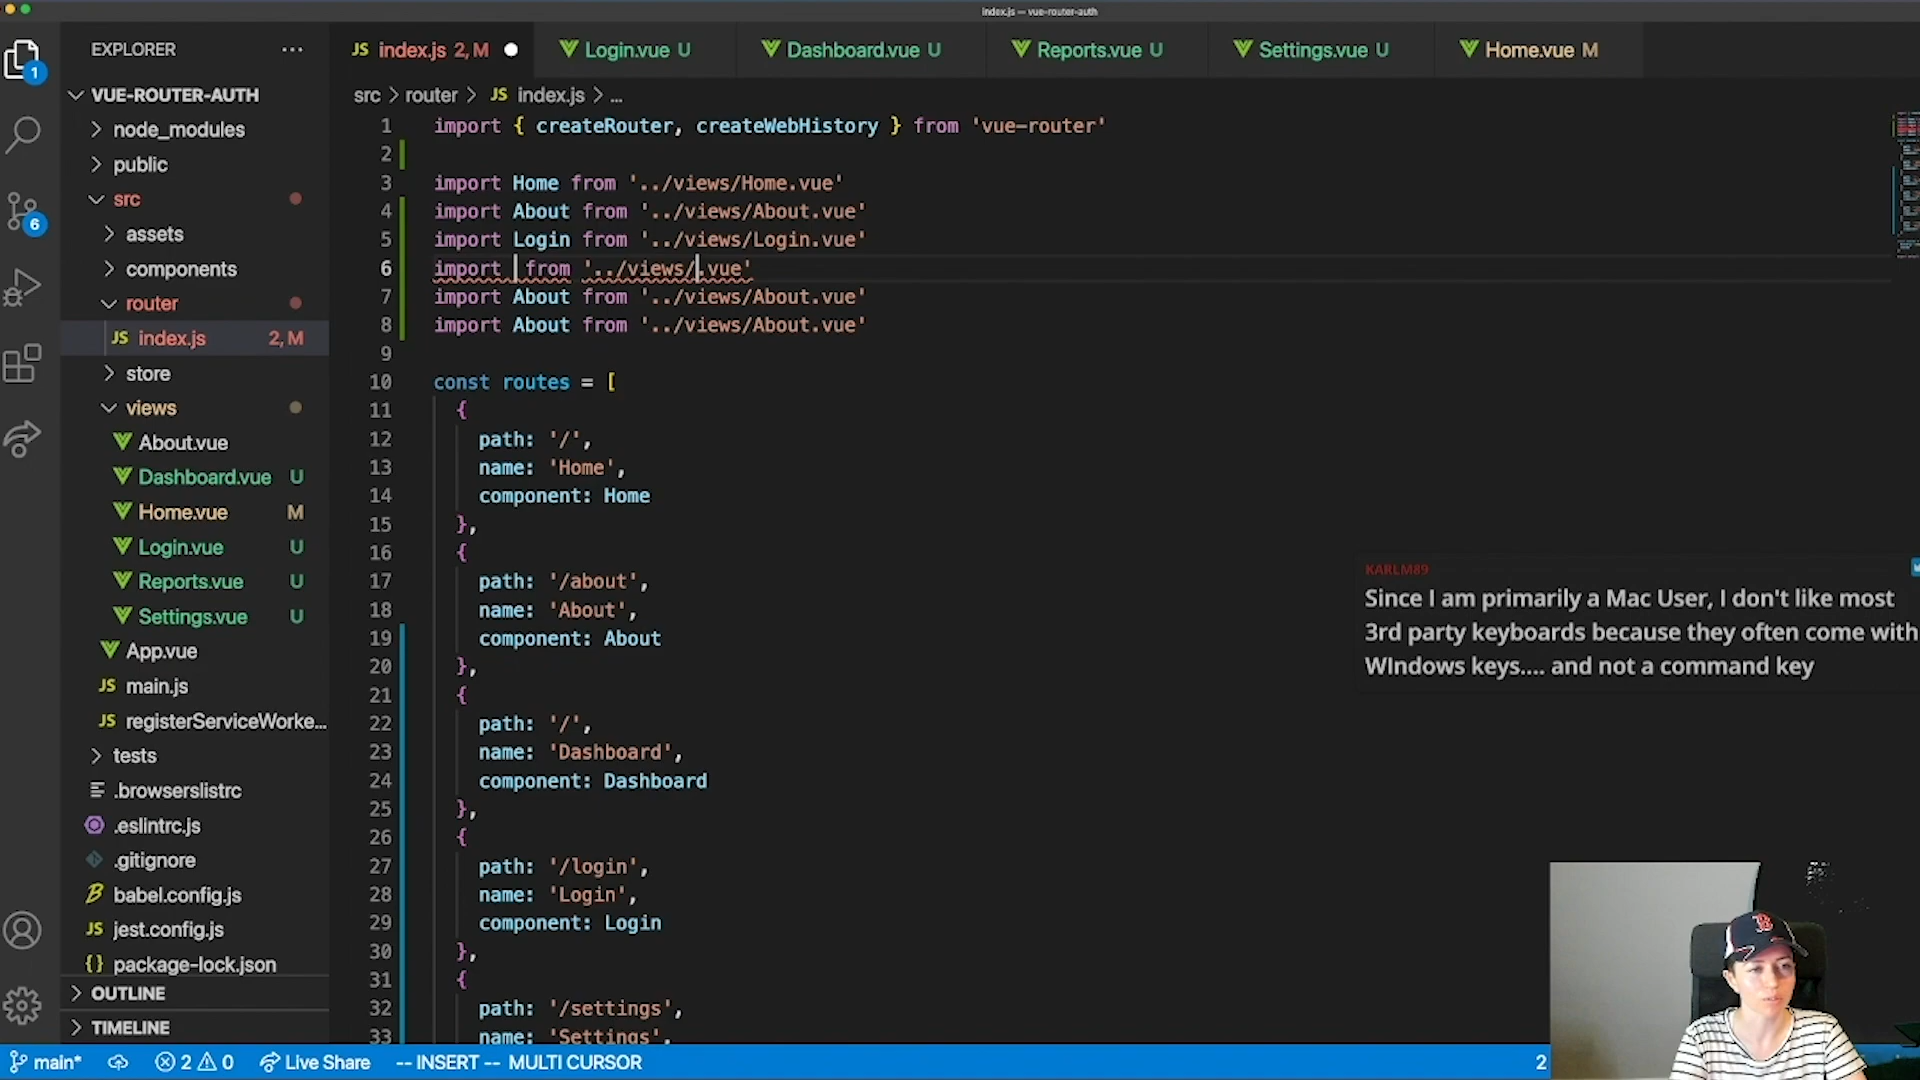 index.js — vue-router-auth
EXPLORER
index.js 2, M
Login.vue U
Dashboard.vue U
Reports.vue U
Settings.vue U
Home.vue M
1
6
VUE-ROUTER-AUTH
node_modules
public
src
assets
components
router
JS index.js 2, M
store
views
About.vue
Dashboard.vue U
Home.vue M
Login.vue U
Reports.vue U
Settings.vue U
App.vue
JS main.js
JS registerServiceWorke...
tests
.browserslistrc
.eslintrc.js
.gitignore
babel.config.js
JS jest.config.js
{} package-lock.json
OUTLINE
TIMELINE
src > router > JS index.js > ...
1 import { createRouter, createWebHistory } from 'vue-router'
2
3 import Home from '../views/Home.vue'
4 import About from '../views/About.vue'
5 import Login from '../views/Login.vue'
6 import from '../views/.vue'
7 import About from '../views/About.vue'
8 import About from '../views/About.vue'
9
10 const routes = [
11 {
12 path: '/',
13 name: 'Home',
14 component: Home
15 },
16 {
17 path: '/about',
18 name: 'About',
19 component: About
20 },
21 {
22 path: '/',
23 name: 'Dashboard',
24 component: Dashboard
25 },
26 {
27 path: '/login',
28 name: 'Login',
29 component: Login
30 },
31 {
32 path: '/settings',
33 name: 'Settings',
KARLM89
Since I am primarily a Mac User, I don't like most
3rd party keyboards because they often come with
WIndows keys.... and not a command key
main* 2 0 Live Share -- INSERT -- MULTI CURSOR 2